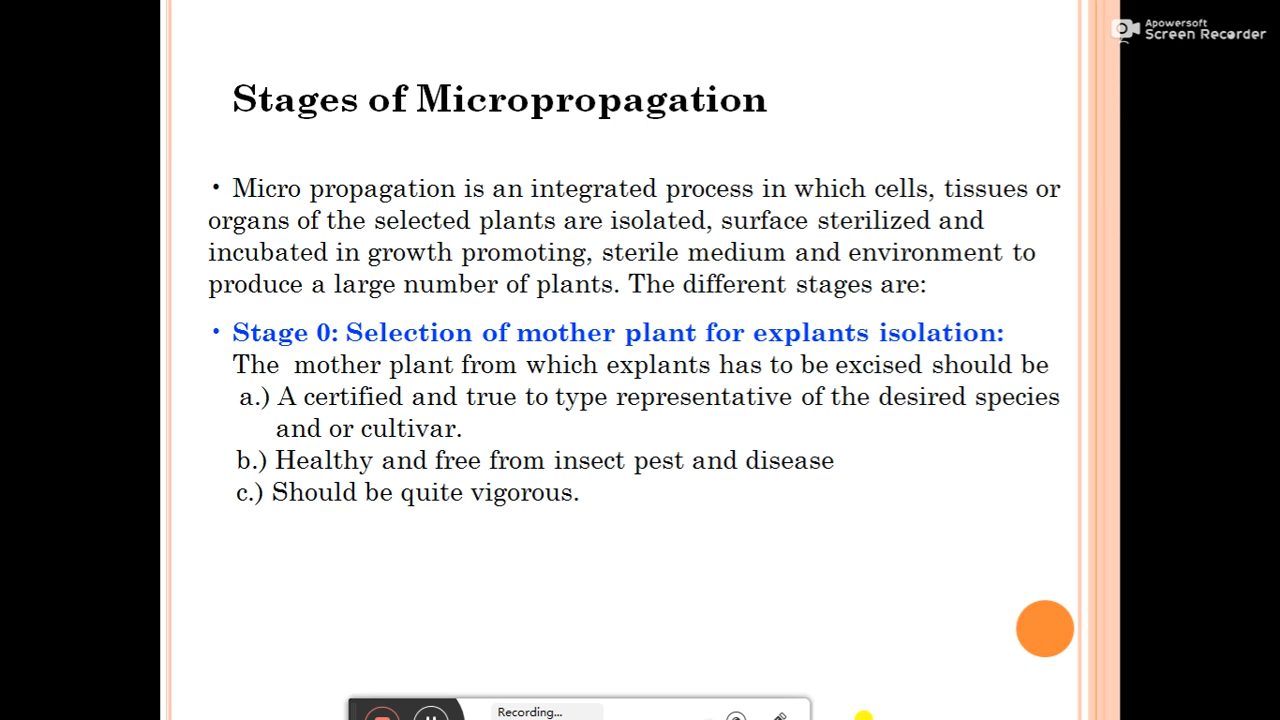 Apowersoft
Screen Recorder
Stages of Micropropagation
• Micro propagation is an integrated process in which cells, tissues or
organs of the selected plants are isolated, surface sterilized and
incubated in growth promoting, sterile medium and environment to
produce a large number of plants. The different stages are:
• Stage 0: Selection of mother plant for explants isolation:
The mother plant from which explants has to be excised should be
a.) A certified and true to type representative of the desired species
and or cultivar.
b.) Healthy and free from insect pest and disease
c.) Should be quite vigorous.
Recording...